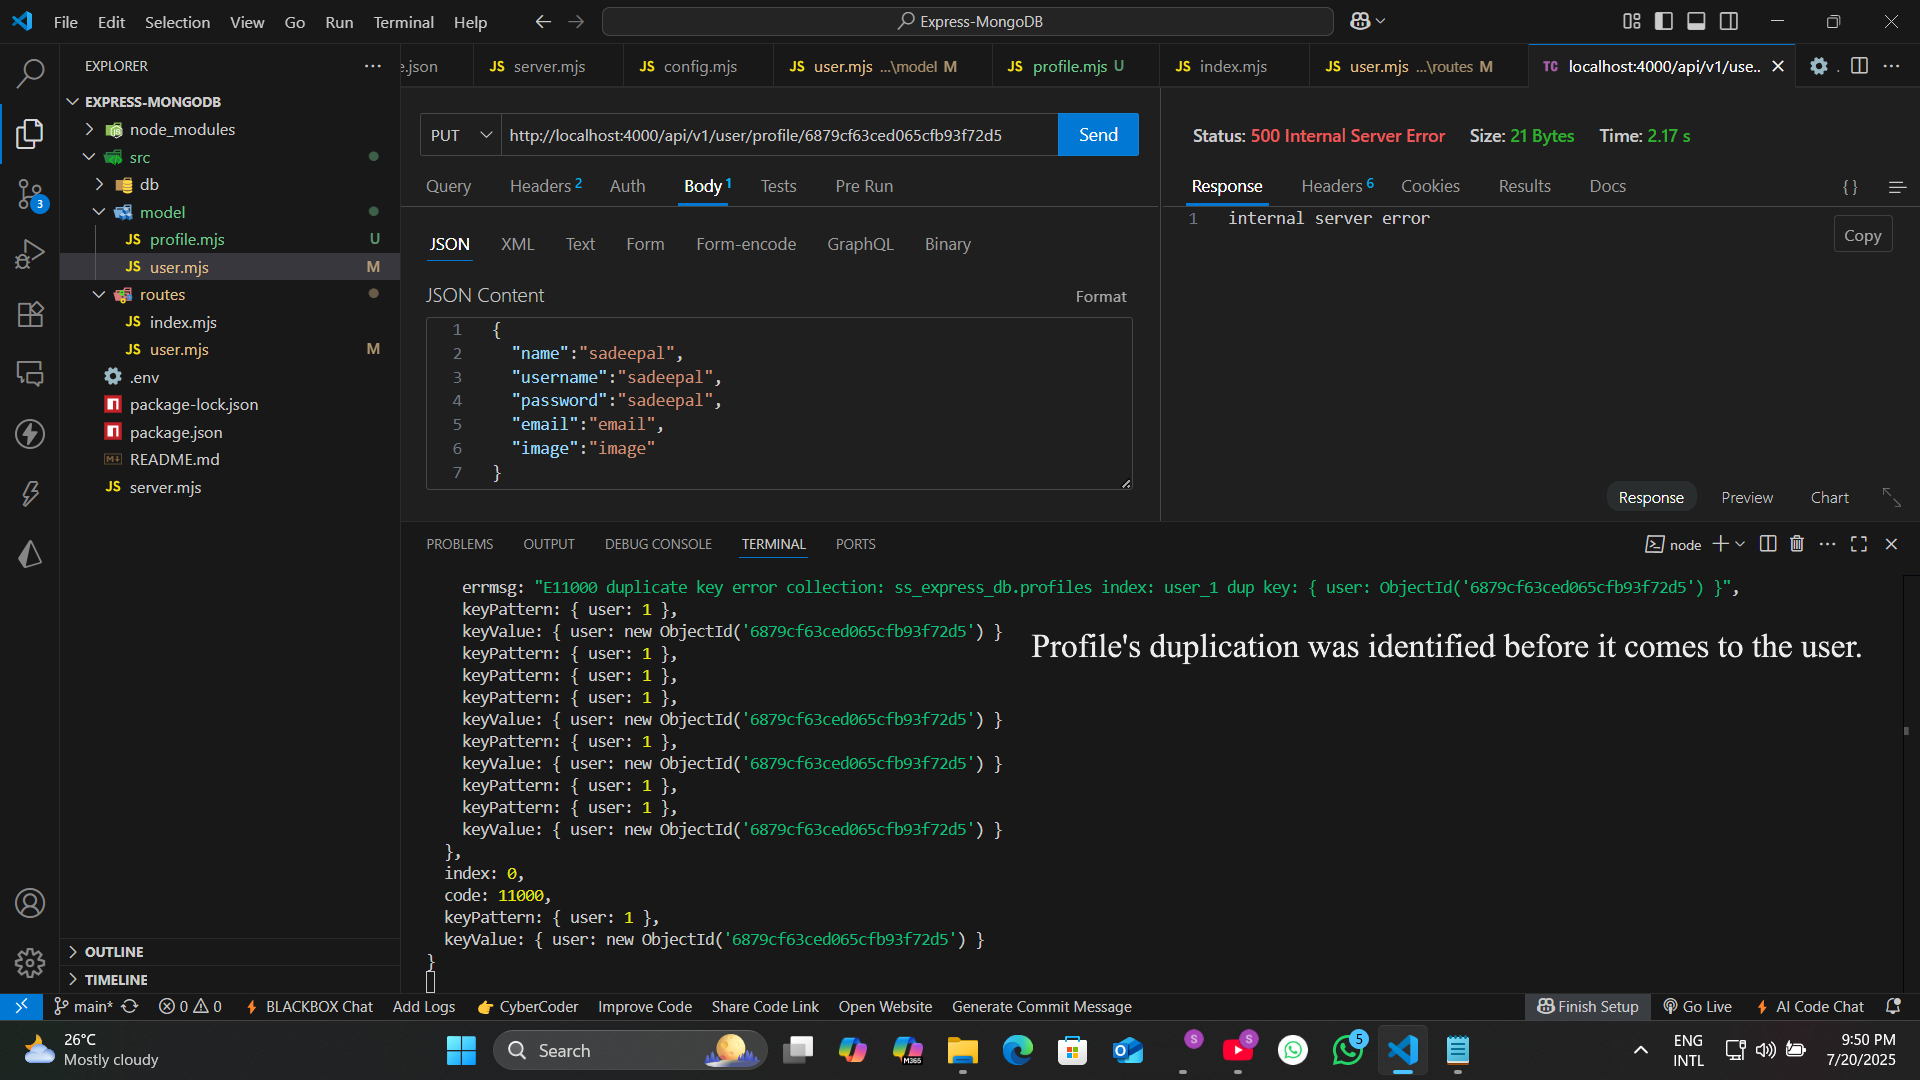 File Edit Selection View Go Run Terminal Help
Express-MongoDB
EXPLORER
e.json
JS server.mjs
JS config.mjs
JS user.mjs ...\model M
JS profile.mjs U
JS index.mjs
JS user.mjs ...\routes M
TC localhost:4000/api/v1/use..
EXPRESS-MONGODB
node_modules
src
db
model
JS profile.mjs U
JS user.mjs M
routes
JS index.mjs
JS user.mjs M
.env
package-lock.json
package.json
README.md
JS server.mjs
OUTLINE
TIMELINE
3
PUT
http://localhost:4000/api/v1/user/profile/6879cf63ced065cfb93f72d5
Send
Query Headers 2 Auth Body 1 Tests Pre Run
JSON XML Text Form Form-encode GraphQL Binary
JSON Content
Format
1 {
2 "name":"sadeepal",
3 "username":"sadeepal",
4 "password":"sadeepal",
5 "email":"email",
6 "image":"image"
7 }
Status: 500 Internal Server Error Size: 21 Bytes Time: 2.17 s
Response Headers 6 Cookies Results Docs {}
1 internal server error
Copy
Response Preview Chart
PROBLEMS OUTPUT DEBUG CONSOLE TERMINAL PORTS
node
errmsg: "E11000 duplicate key error collection: ss_express_db.profiles index: user_1 dup key: { user: ObjectId('6879cf63ced065cfb93f72d5') }",
keyPattern: { user: 1 },
keyValue: { user: new ObjectId('6879cf63ced065cfb93f72d5') }
keyPattern: { user: 1 },
keyPattern: { user: 1 },
keyPattern: { user: 1 },
keyValue: { user: new ObjectId('6879cf63ced065cfb93f72d5') }
keyPattern: { user: 1 },
keyValue: { user: new ObjectId('6879cf63ced065cfb93f72d5') }
keyPattern: { user: 1 },
keyPattern: { user: 1 },
keyValue: { user: new ObjectId('6879cf63ced065cfb93f72d5') }
},
index: 0,
code: 11000,
keyPattern: { user: 1 },
keyValue: { user: new ObjectId('6879cf63ced065cfb93f72d5') }
}
Profile's duplication was identified before it comes to the user.
main* 0 0 BLACKBOX Chat Add Logs CyberCoder Improve Code Share Code Link Open Website Generate Commit Message
Finish Setup Go Live AI Code Chat
26°C
Mostly cloudy
Search
M365
S
S
5
ENG
INTL
9:50 PM
7/20/2025